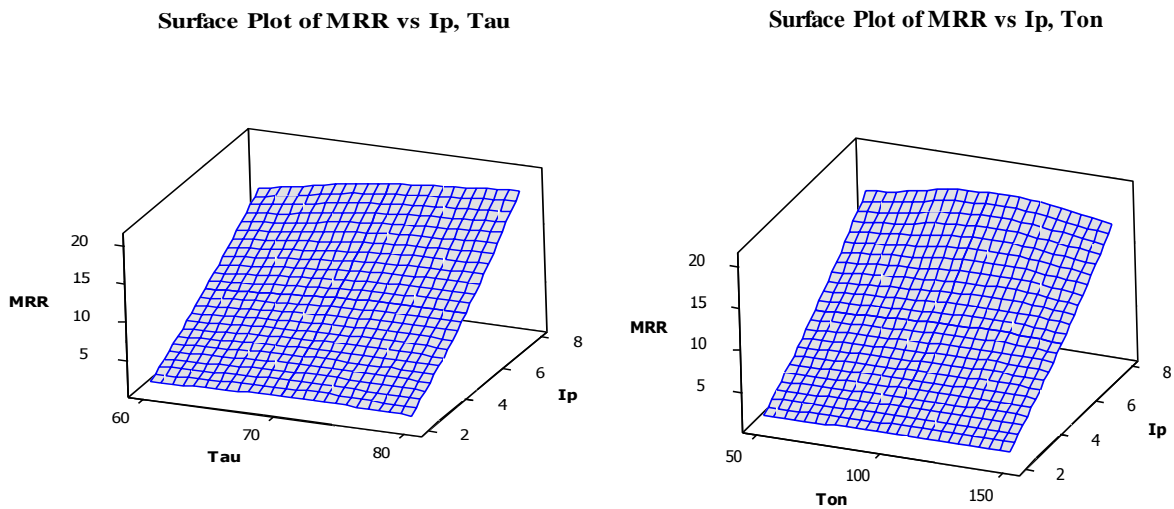 Surface Plot of MRR vs Ip, Tau
20
15
MRR
10
5
60
70
Tau
80
2
4
6
8
Ip
Surface Plot of MRR vs Ip, Ton
20
15
MRR
10
5
50
100
Ton
150
2
4
6
8
Ip